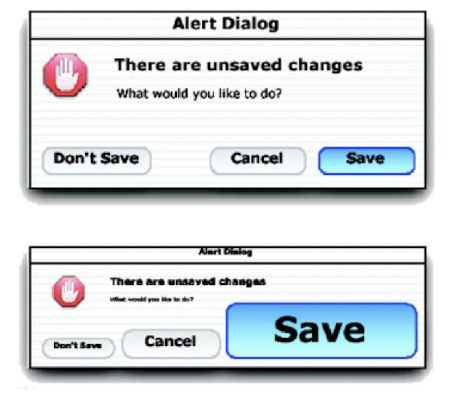 Alert Dialog
There are unsaved changes
What would you like to do?
Don't Save Cancel Save
Alert Dialog
There are unsaved changes
What would you like to do?
Don't Save Cancel Save